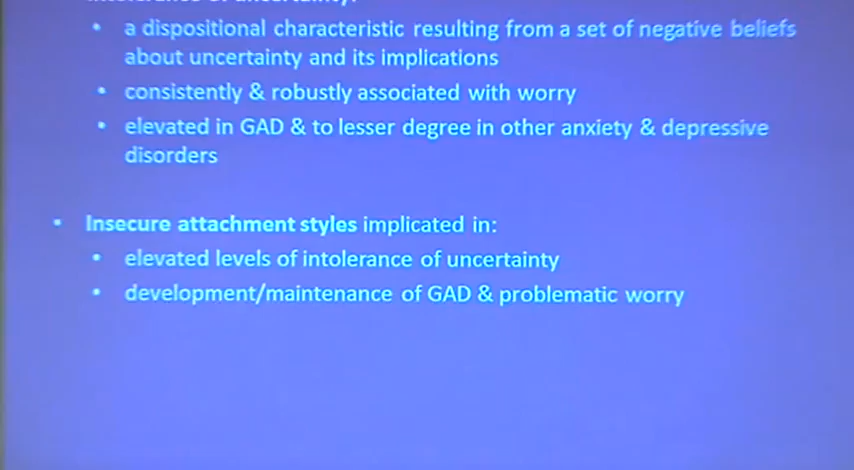 • a dispositional characteristic resulting from a set of negative beliefs
about uncertainty and its implications
• consistently & robustly associated with worry
• elevated in GAD & to lesser degree in other anxiety & depressive
disorders
• Insecure attachment styles implicated in:
• elevated levels of intolerance of uncertainty
• development/maintenance of GAD & problematic worry